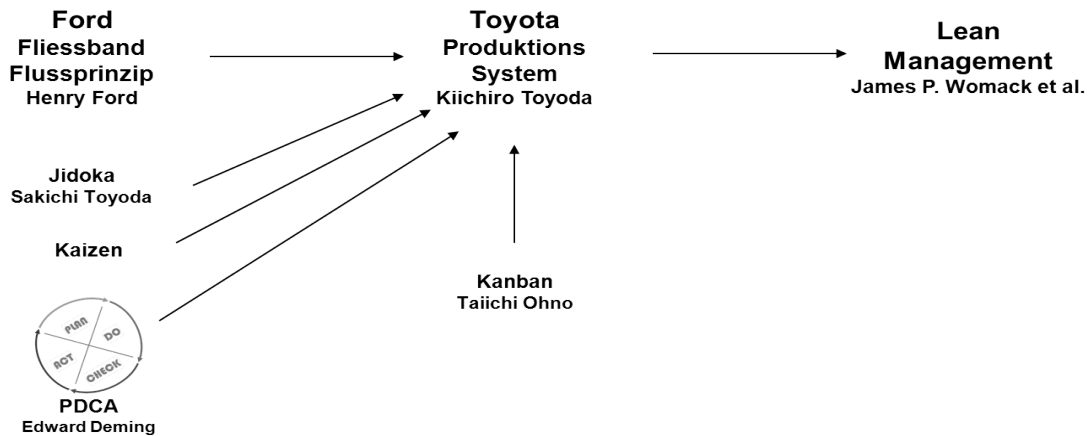 Ford
Fliessband
Flussprinzip
Henry Ford
Toyota
Produktions
System
Kiichiro Toyoda
Lean
Management
James P. Womack et al.
Jidoka
Sakichi Toyoda
Kaizen
Kanban
Taiichi Ohno
PLAN
DO
CHECK
ACT
PDCA
Edward Deming